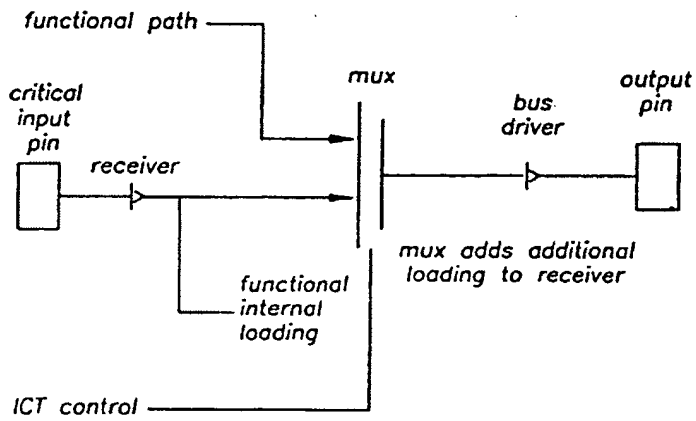 functional path
critical
input
pin
receiver
mux
bus
driver
output
pin
mux adds additional
loading to receiver
functional
internal
loading
ICT control